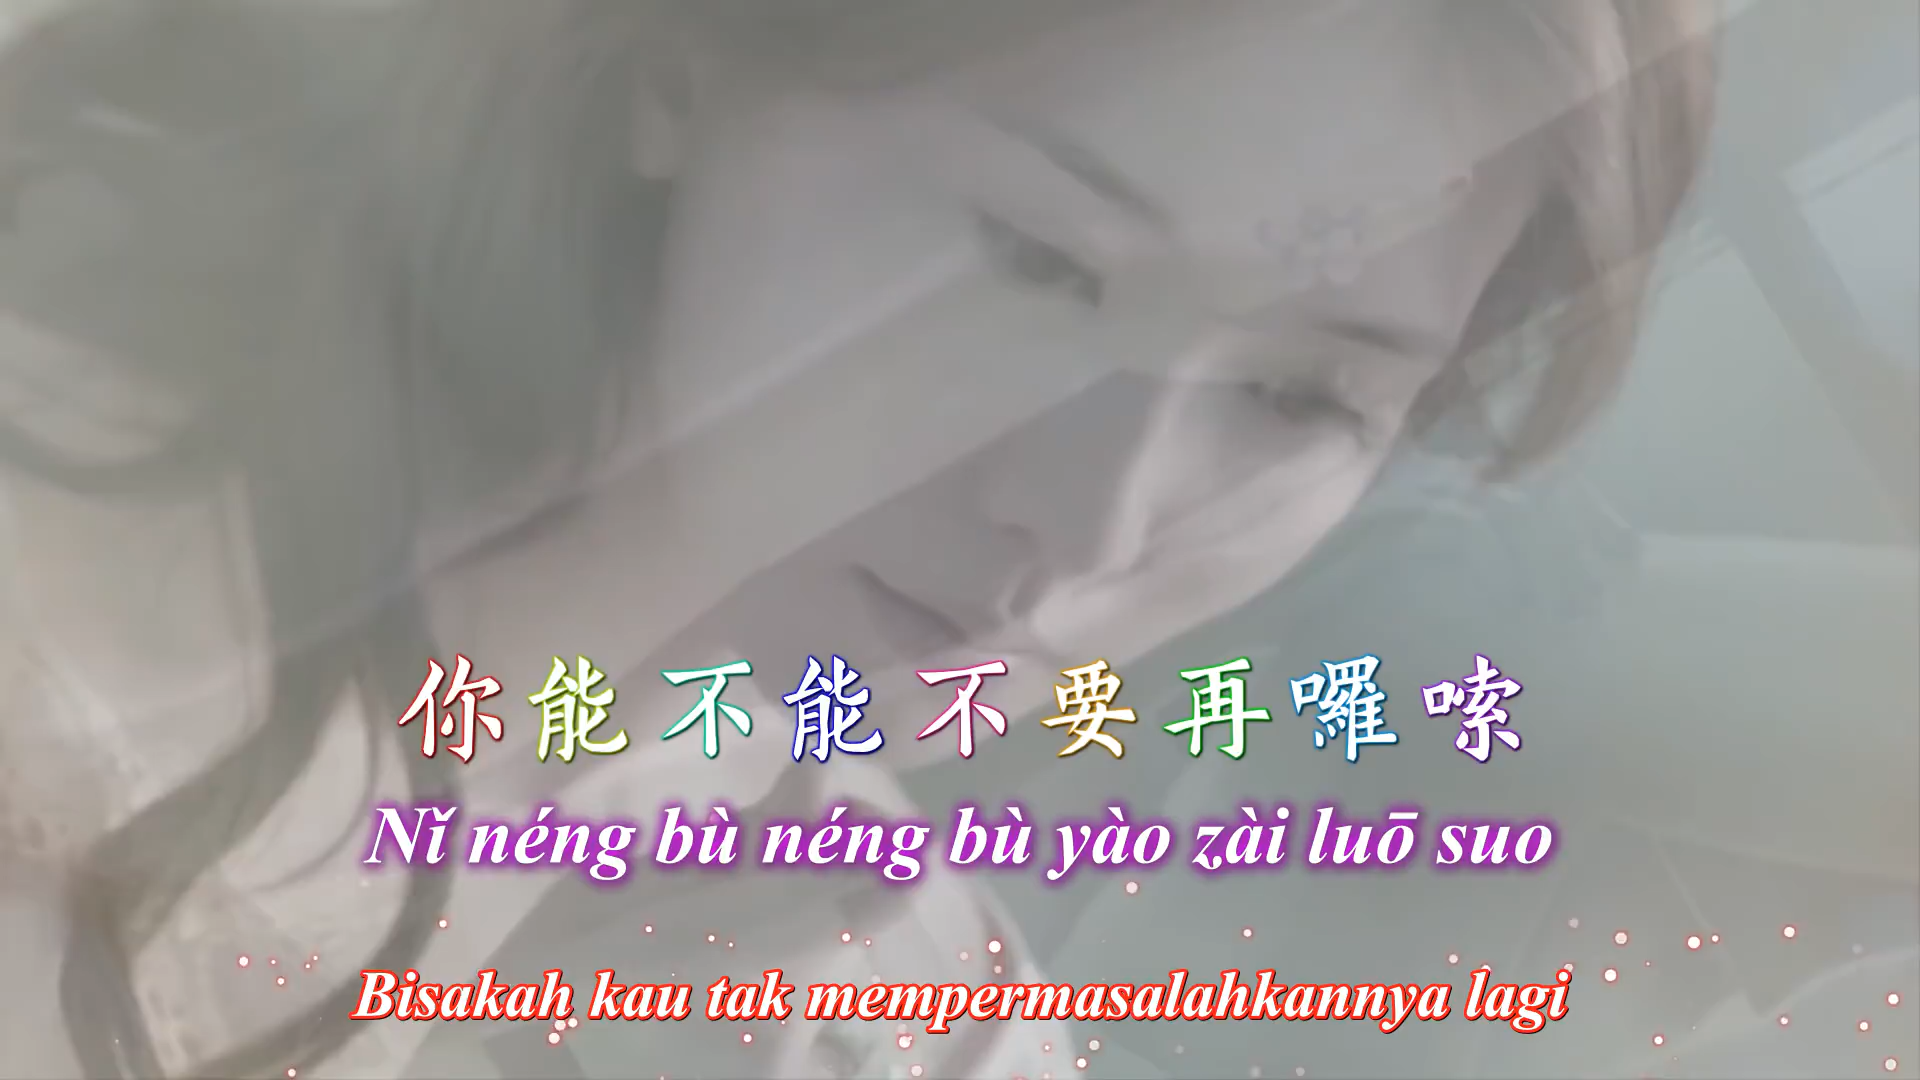 你能不能不要再囉嗦
Nǐ néng bù néng bù yào zài luō suo
Bisakah kau tak mempermasalahkannya lagi